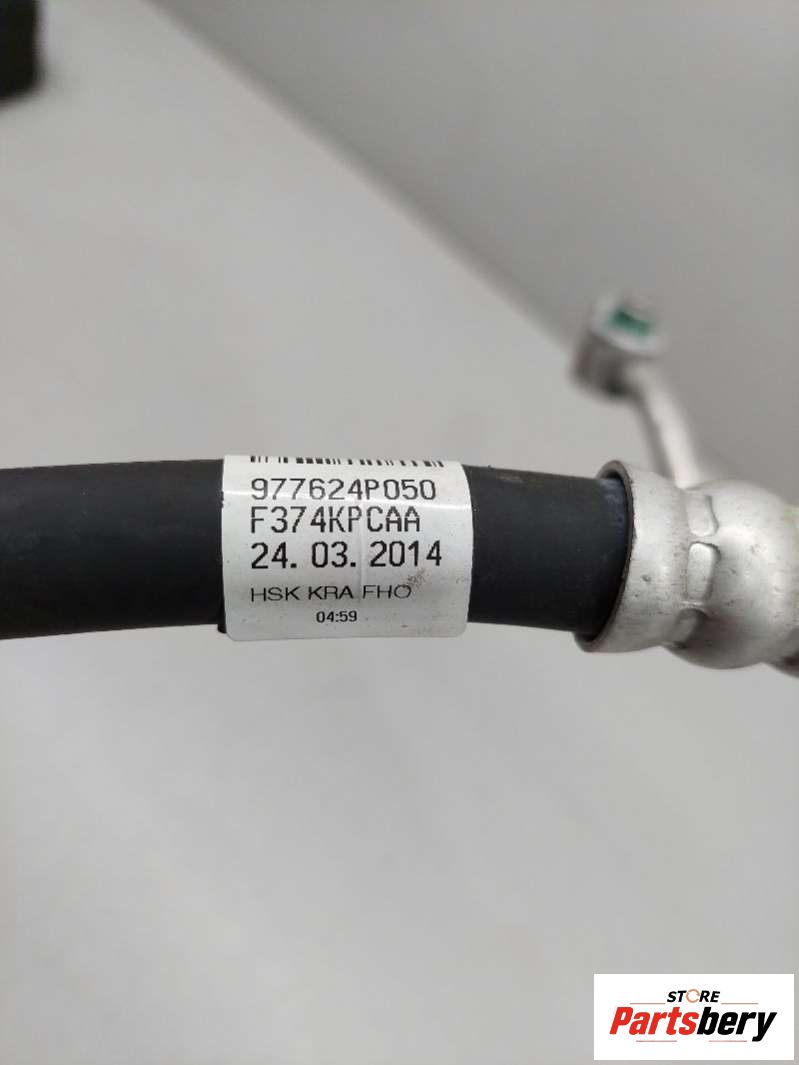 977624P050
F374KPCAA
24. 03. 2014
HSK KRA FHO
04:59
STORE
Partsbery